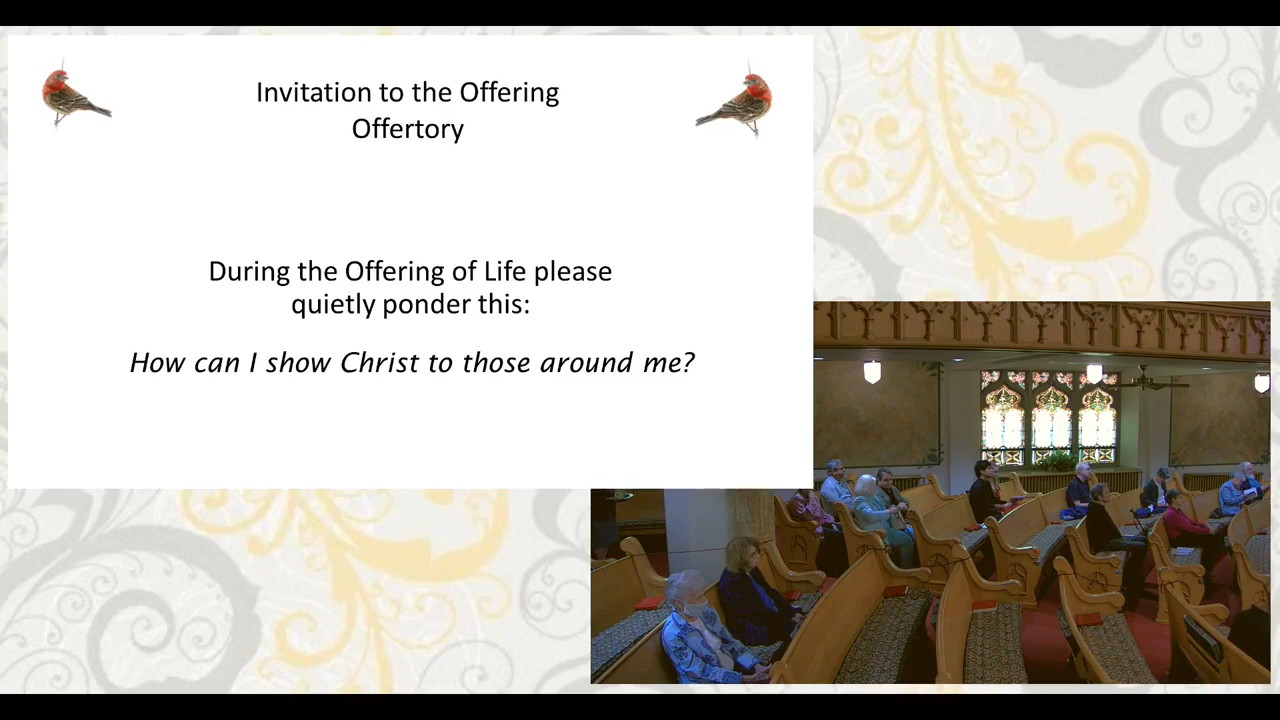 Invitation to the Offering
Offertory
During the Offering of Life please
quietly ponder this:
How can I show Christ to those around me?